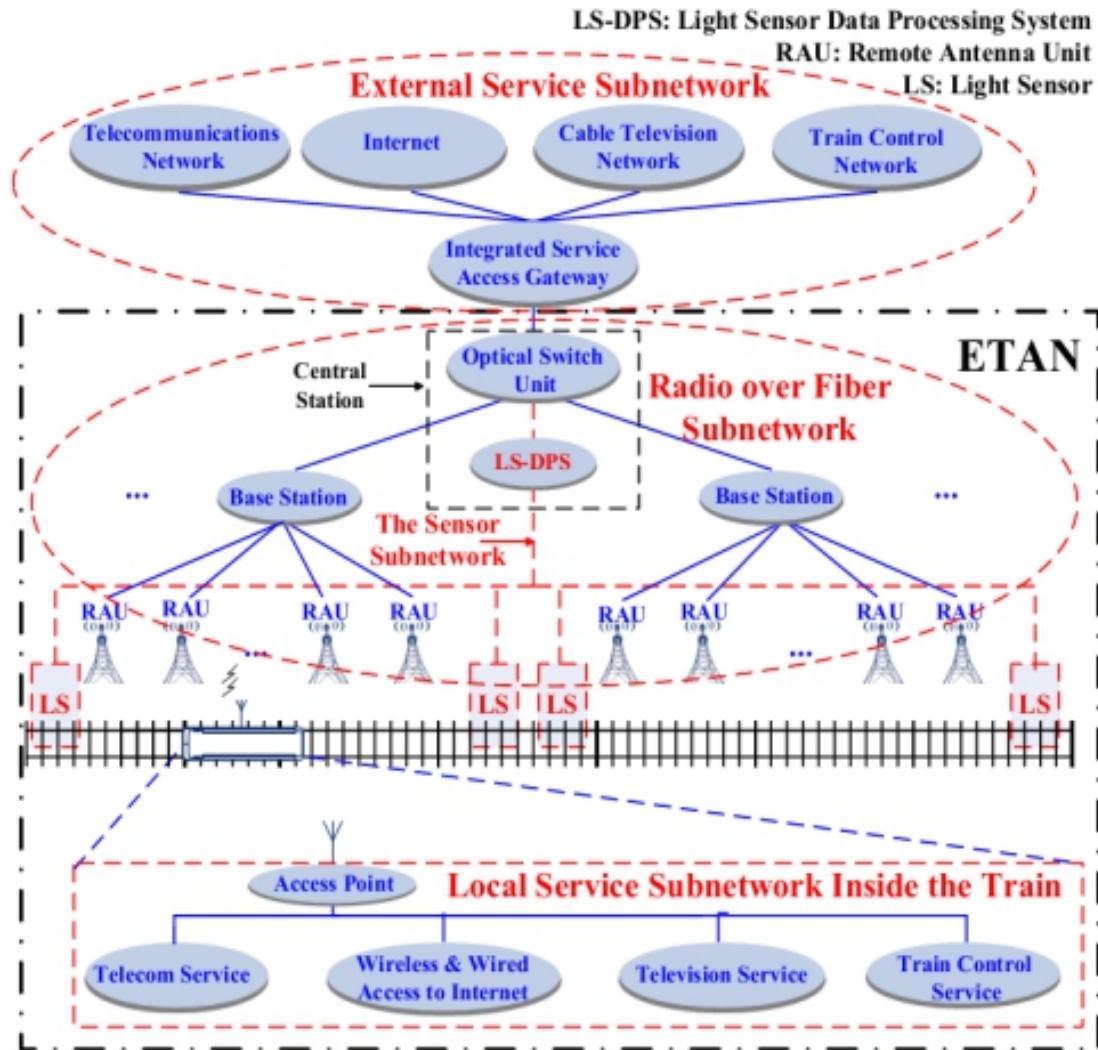 LS-DPS: Light Sensor Data Processing System
RAU: Remote Antenna Unit
LS: Light Sensor
External Service Subnetwork
Telecommunications
Network
Internet
Cable Television
Network
Train Control
Network
Integrated Service
Access Gateway
ETAN
Optical Switch
Unit
Central
Station
Radio over Fiber
Subnetwork
LS-DPS
...
Base Station
Base Station
...
The Sensor
Subnetwork
RAU
RAU
RAU
RAU
RAU
RAU
RAU
RAU
...
...
LS
LS
LS
LS
Access Point
Local Service Subnetwork Inside the Train
Telecom Service
Wireless & Wired
Access to Internet
Television Service
Train Control
Service